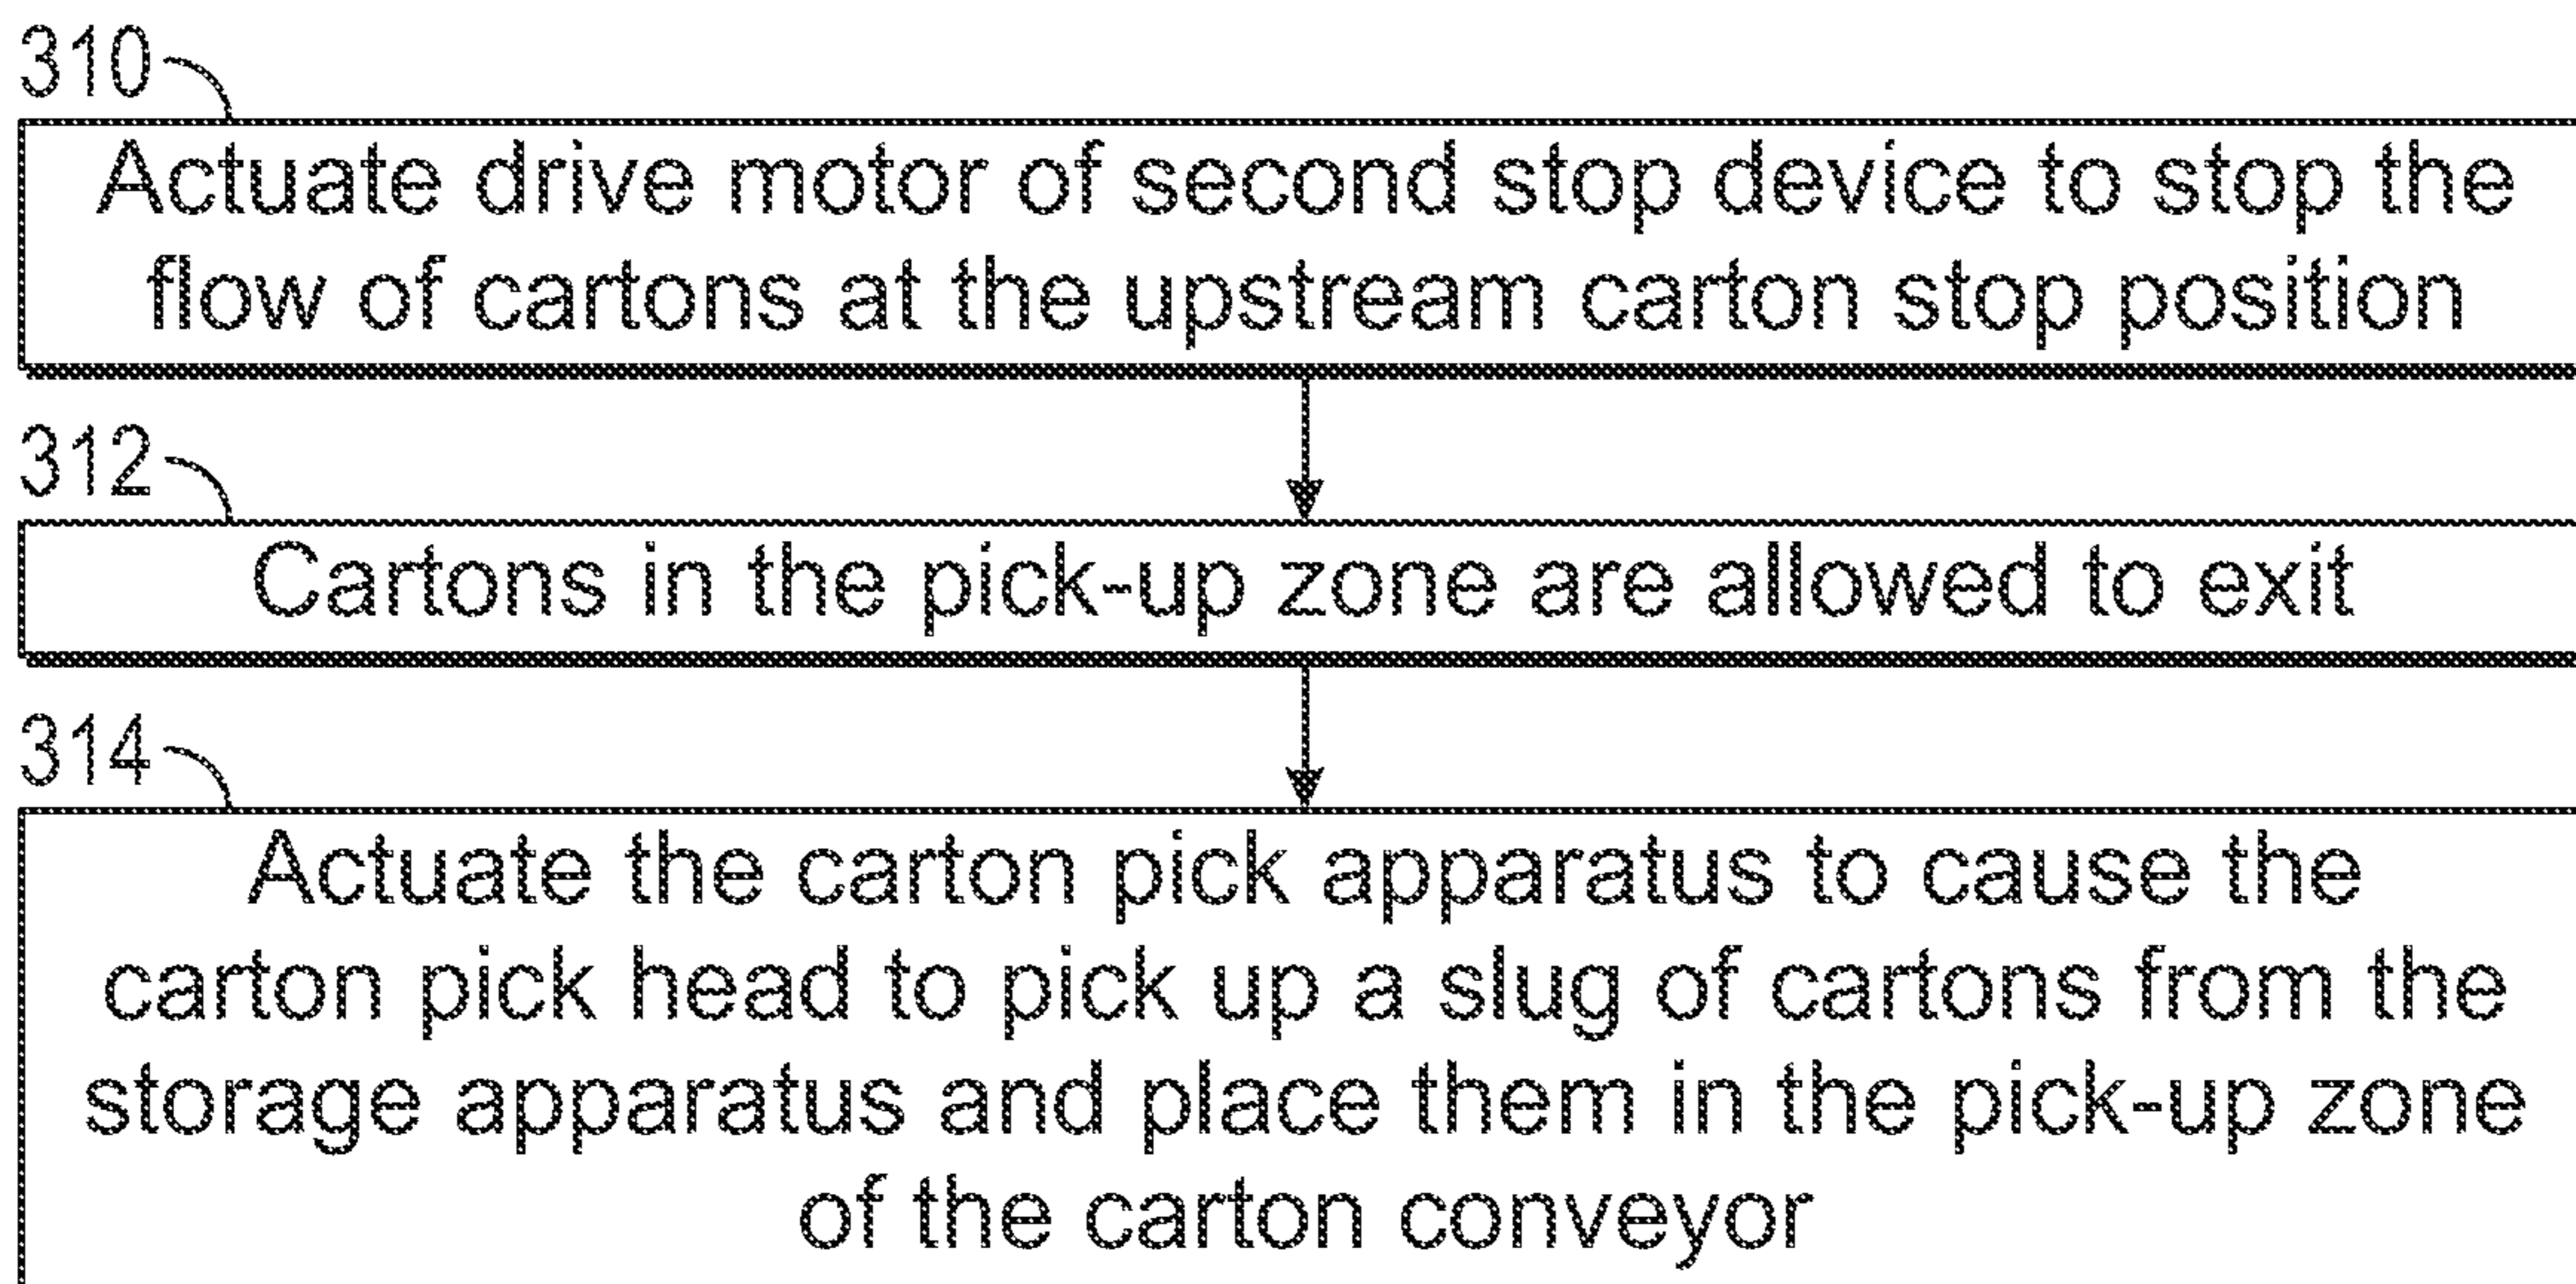 310
Actuate drive motor of second stop device to stop the
flow of cartons at the upstream carton stop position
312
Cartons in the pick-up zone are allowed to exit
314
Actuate the carton pick apparatus to cause the
carton pick head to pick up a slug of cartons from the
storage apparatus and place them in the pick-up zone
of the carton conveyor